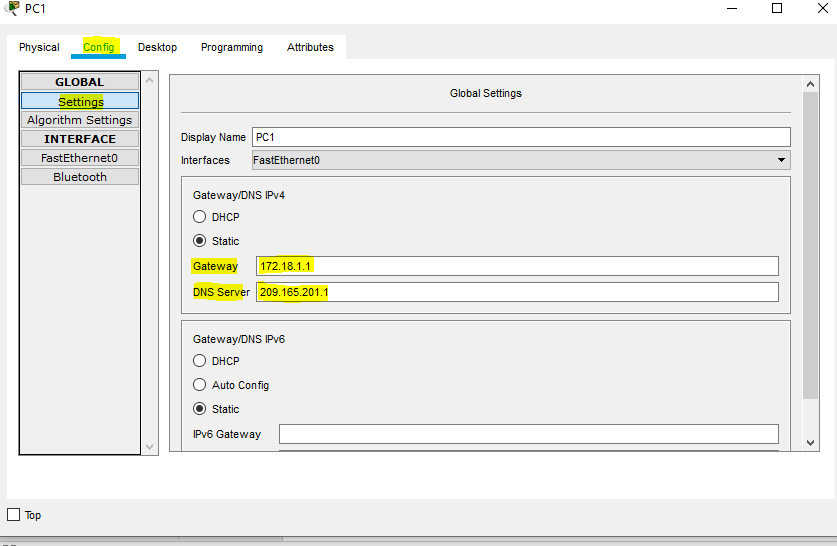 PC1
Physical Config Desktop Programming Attributes
GLOBAL
Settings
Algorithm Settings
INTERFACE
FastEthernet0
Bluetooth
Global Settings
Display Name PC1
Interfaces FastEthernet0
Gateway/DNS IPv4
DHCP
Static
Gateway 172.18.1.1
DNS Server 209.165.201.1
Gateway/DNS IPv6
DHCP
Auto Config
Static
IPv6 Gateway
Top